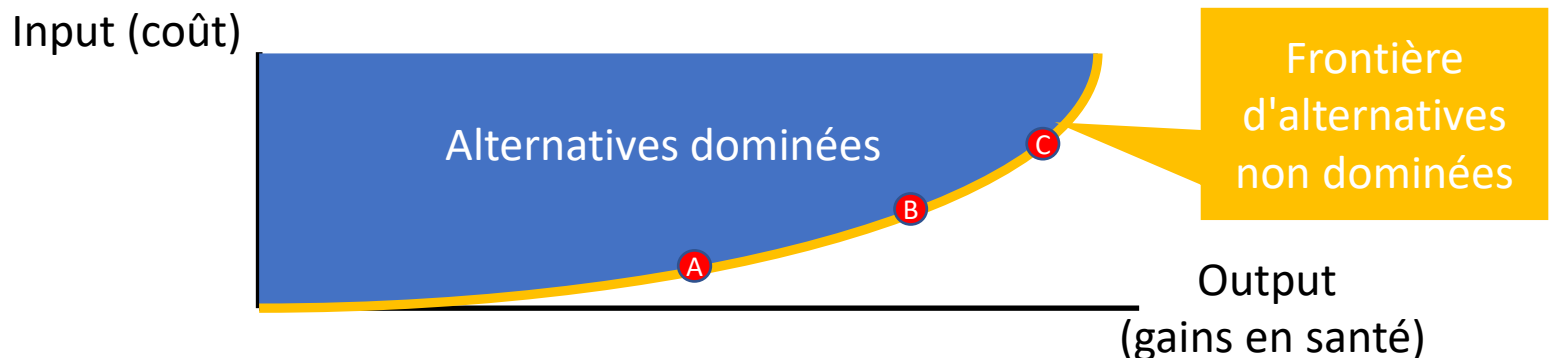 Input (coût)
Frontière
d'alternatives
non dominées
Alternatives dominées
C
B
A
Output
(gains en santé)